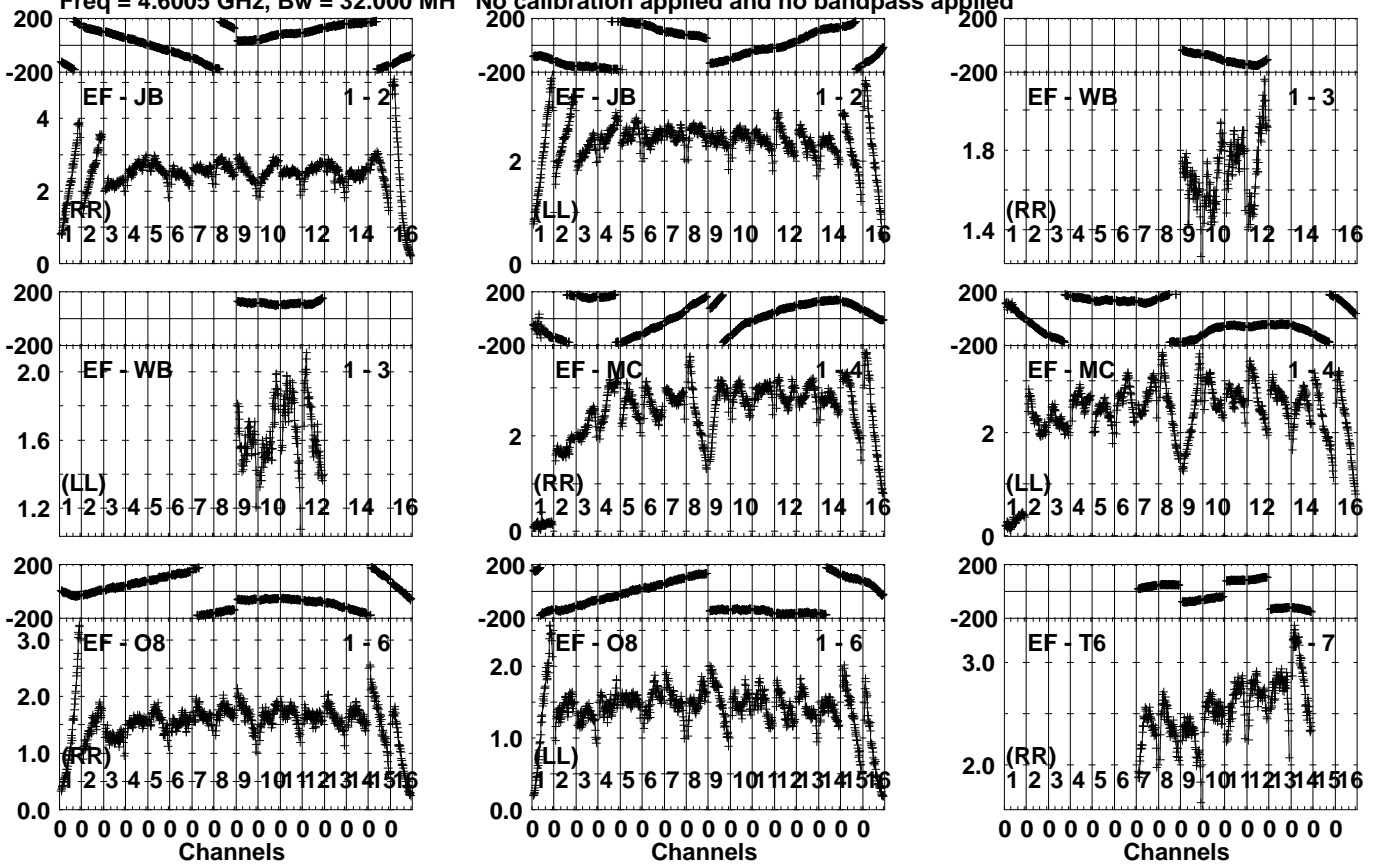 Freq = 4.6005 GHz, Bw = 32.000 MH No calibration applied and no bandpass applied
200
-200
EF - JB 1 - 2
4
2
(RR)
1 2 3 4 5 6 7 8 9 10 12 14 16
0
200
-200
EF - JB 1 - 2
2
(LL)
1 2 3 4 5 6 7 8 9 10 12 14 16
0
200
-200
EF - WB 1 - 3
1.8
(RR)
1.4
1 2 3 4 5 6 7 8 9 10 12 14 16
200
-200
2.0
EF - WB 1 - 3
1.6
(LL)
1.2
1 2 3 4 5 6 7 8 9 10 12 14 16
200
-200
EF - MC 1 - 4
2
(RR)
1 2 3 4 5 6 7 8 9 10 12 14 16
0
200
-200
EF - MC 1 - 4
2
(LL)
1 2 3 4 5 6 7 8 9 10 12 14 16
0
200
-200
3.0
EF - O8 1 - 6
2.0
1.0
(RR)
1 2 3 4 5 6 7 8 9 10 11 12 13 14 15 16
0.0
0 0 0 0 0 0 0 0 0 0 0 0 0 0 0 0
Channels
200
-200
EF - O8 1 - 6
2.0
1.0
(LL)
1 2 3 4 5 6 7 8 9 10 11 12 13 14 15 16
0.0
0 0 0 0 0 0 0 0 0 0 0 0 0 0 0 0
Channels
200
-200
EF - T6 - 7
3.0
(RR)
2.0
1 2 3 4 5 6 7 8 9 10 11 12 13 14 15 16
0 0 0 0 0 0 0 0 0 0 0 0 0 0 0 0
Channels